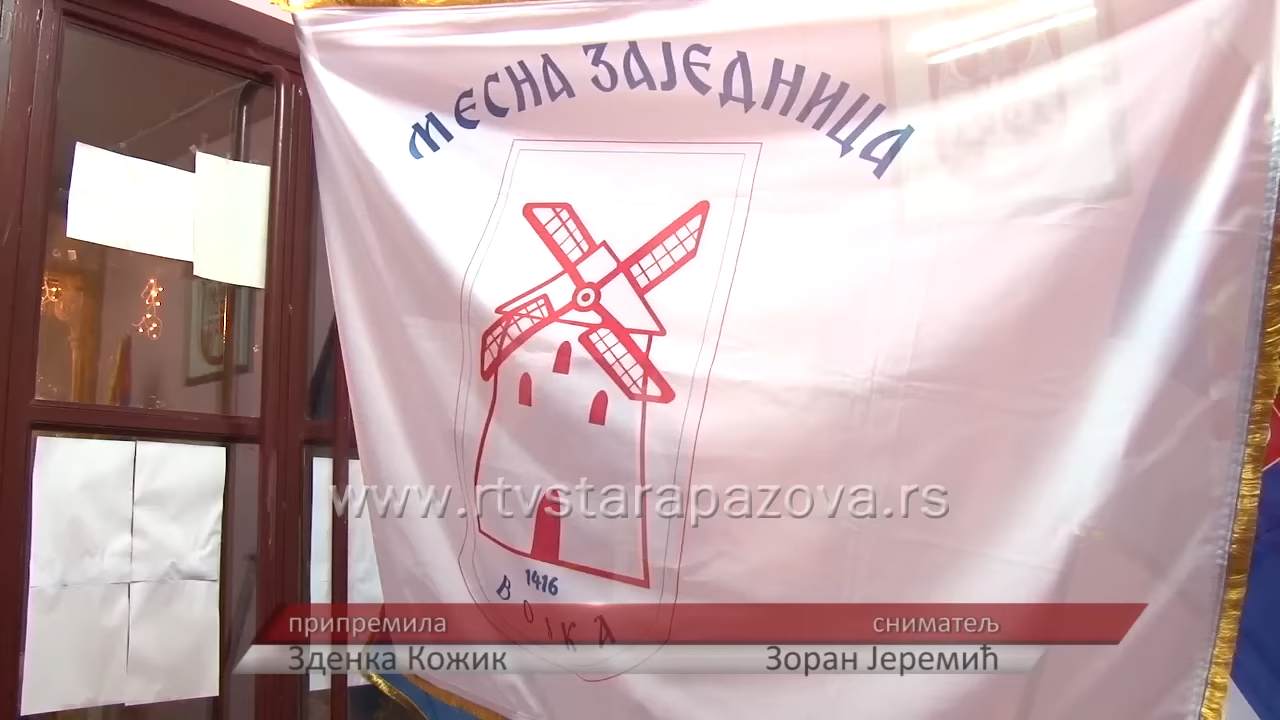 МЕСНА ЗАЈЕДНИЦА
www.rtvstarapazova.rs
1416
ВОЈКА
припремила сниматељ
Зденка Кожик Зоран Јеремић